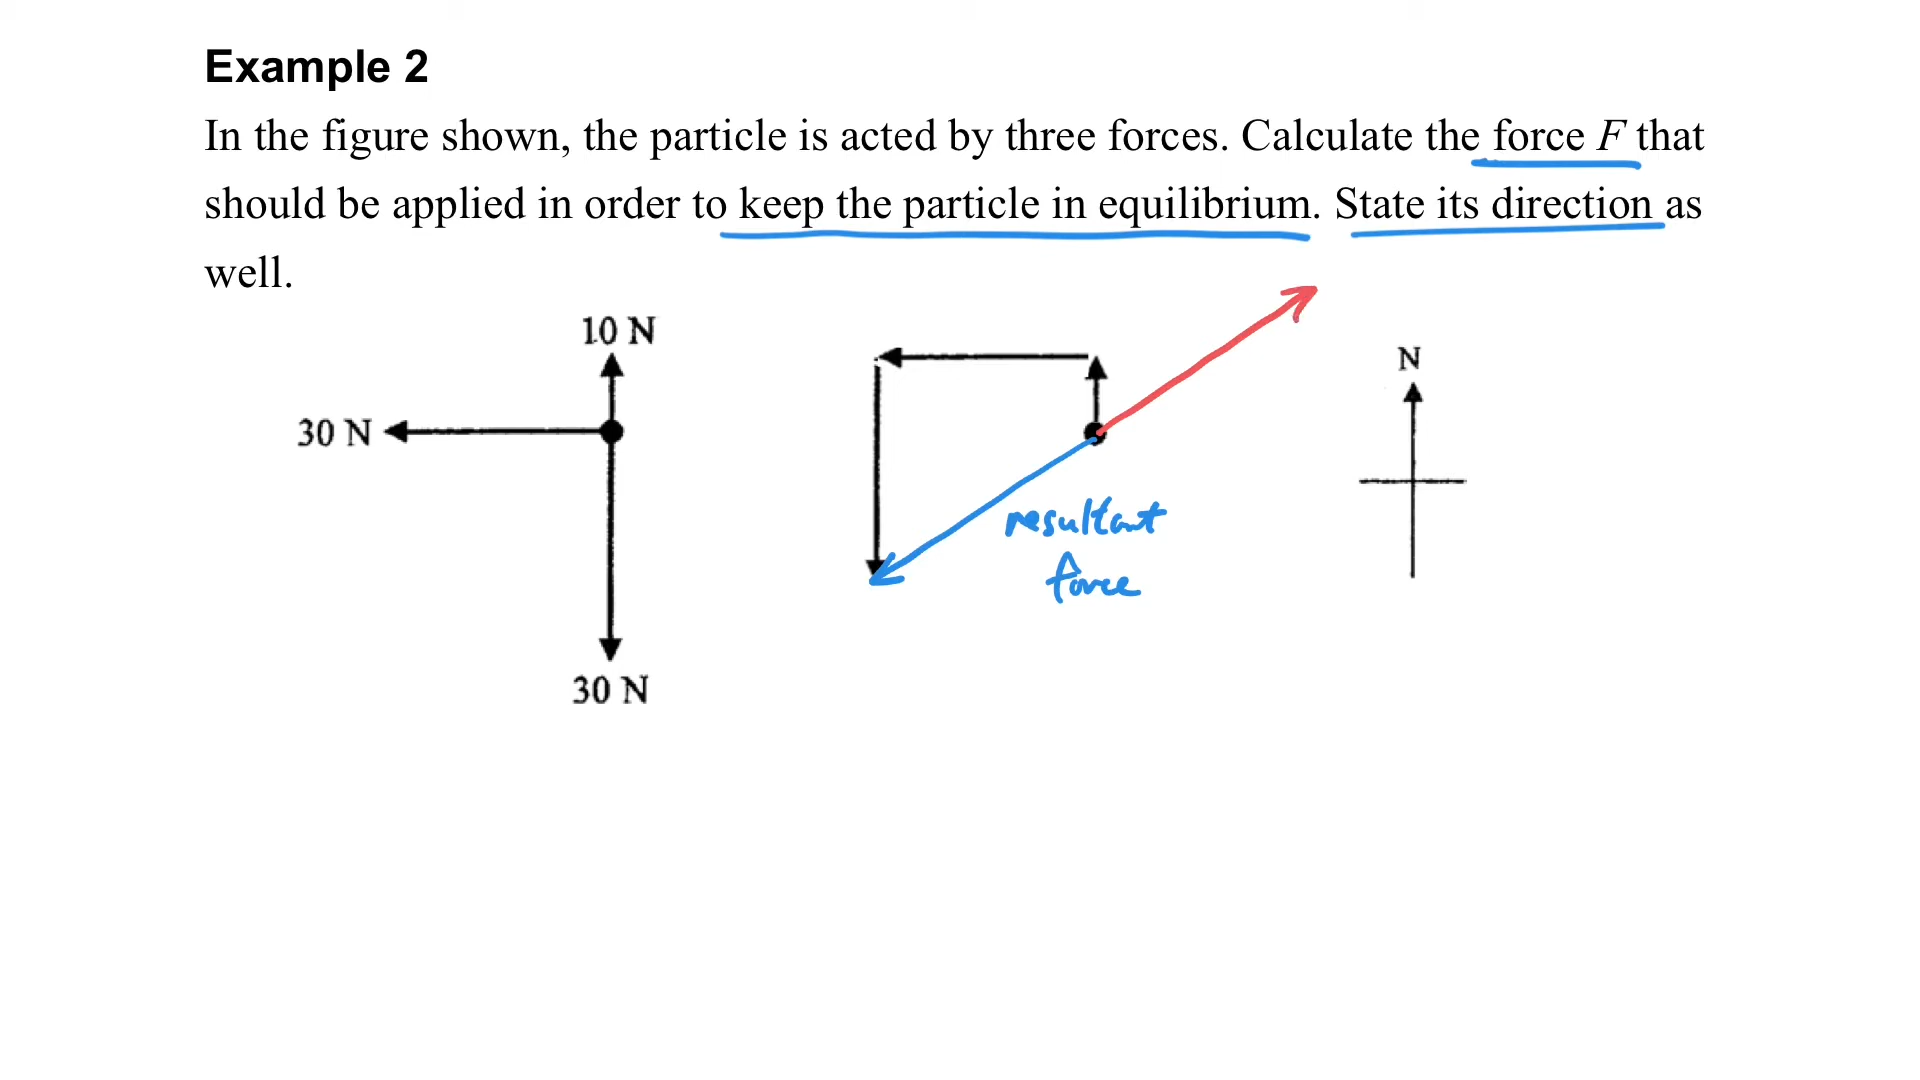 Example 2
In the figure shown, the particle is acted by three forces. Calculate the force F that
should be applied in order to keep the particle in equilibrium. State its direction as
well.
10 N
30 N
30 N
resultant
force
N